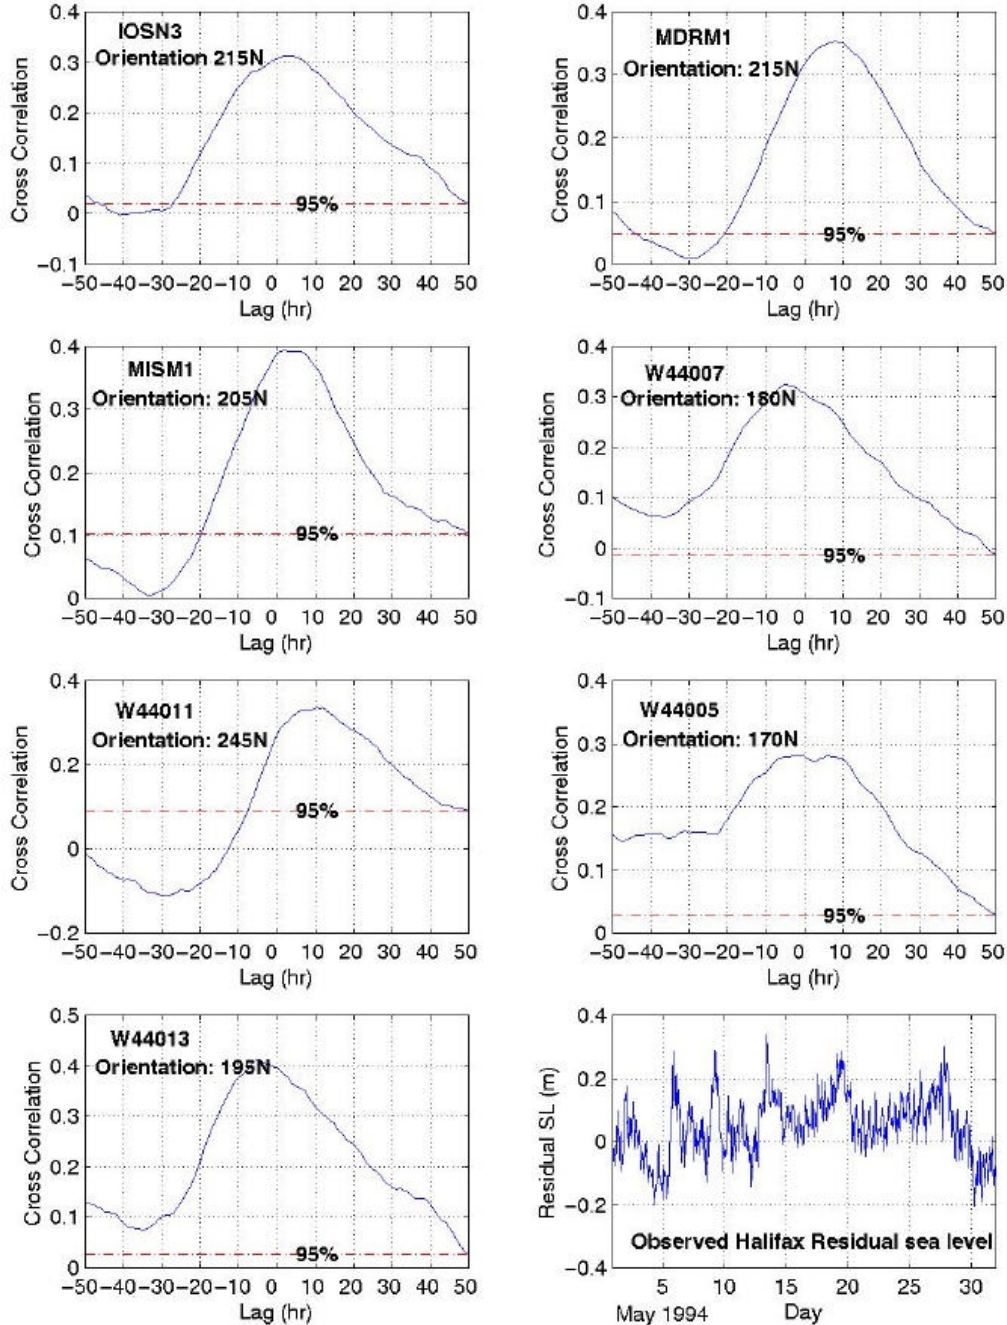 0.4
0.3
0.2
0.1
0
−0.1
Cross Correlation
IOSN3
Orientation 215N
95%
−50−40−30−20−10 0 10 20 30 40 50
Lag (hr)
0.4
0.3
0.2
0.1
0
Cross Correlation
MDRM1
Orientation: 215N
95%
−50−40−30−20−10 0 10 20 30 40 50
Lag (hr)
0.4
0.3
0.2
0.1
0
Cross Correlation
MISM1
Orientation: 205N
95%
−50−40−30−20−10 0 10 20 30 40 50
Lag (hr)
0.4
0.3
0.2
0.1
0
−0.1
Cross Correlation
W44007
Orientation: 180N
95%
−50−40−30−20−10 0 10 20 30 40 50
Lag (hr)
0.4
0.2
0
−0.2
Cross Correlation
W44011
Orientation: 245N
95%
−50−40−30−20−10 0 10 20 30 40 50
Lag (hr)
0.4
0.3
0.2
0.1
0
Cross Correlation
W44005
Orientation: 170N
95%
−50−40−30−20−10 0 10 20 30 40 50
Lag (hr)
0.5
0.4
0.3
0.2
0.1
0
Cross Correlation
W44013
Orientation: 195N
95%
−50−40−30−20−10 0 10 20 30 40 50
Lag (hr)
0.4
0.2
0
−0.2
−0.4
Residual SL (m)
Observed Halifax Residual sea level
5 10 15 20 25 30
May 1994 Day